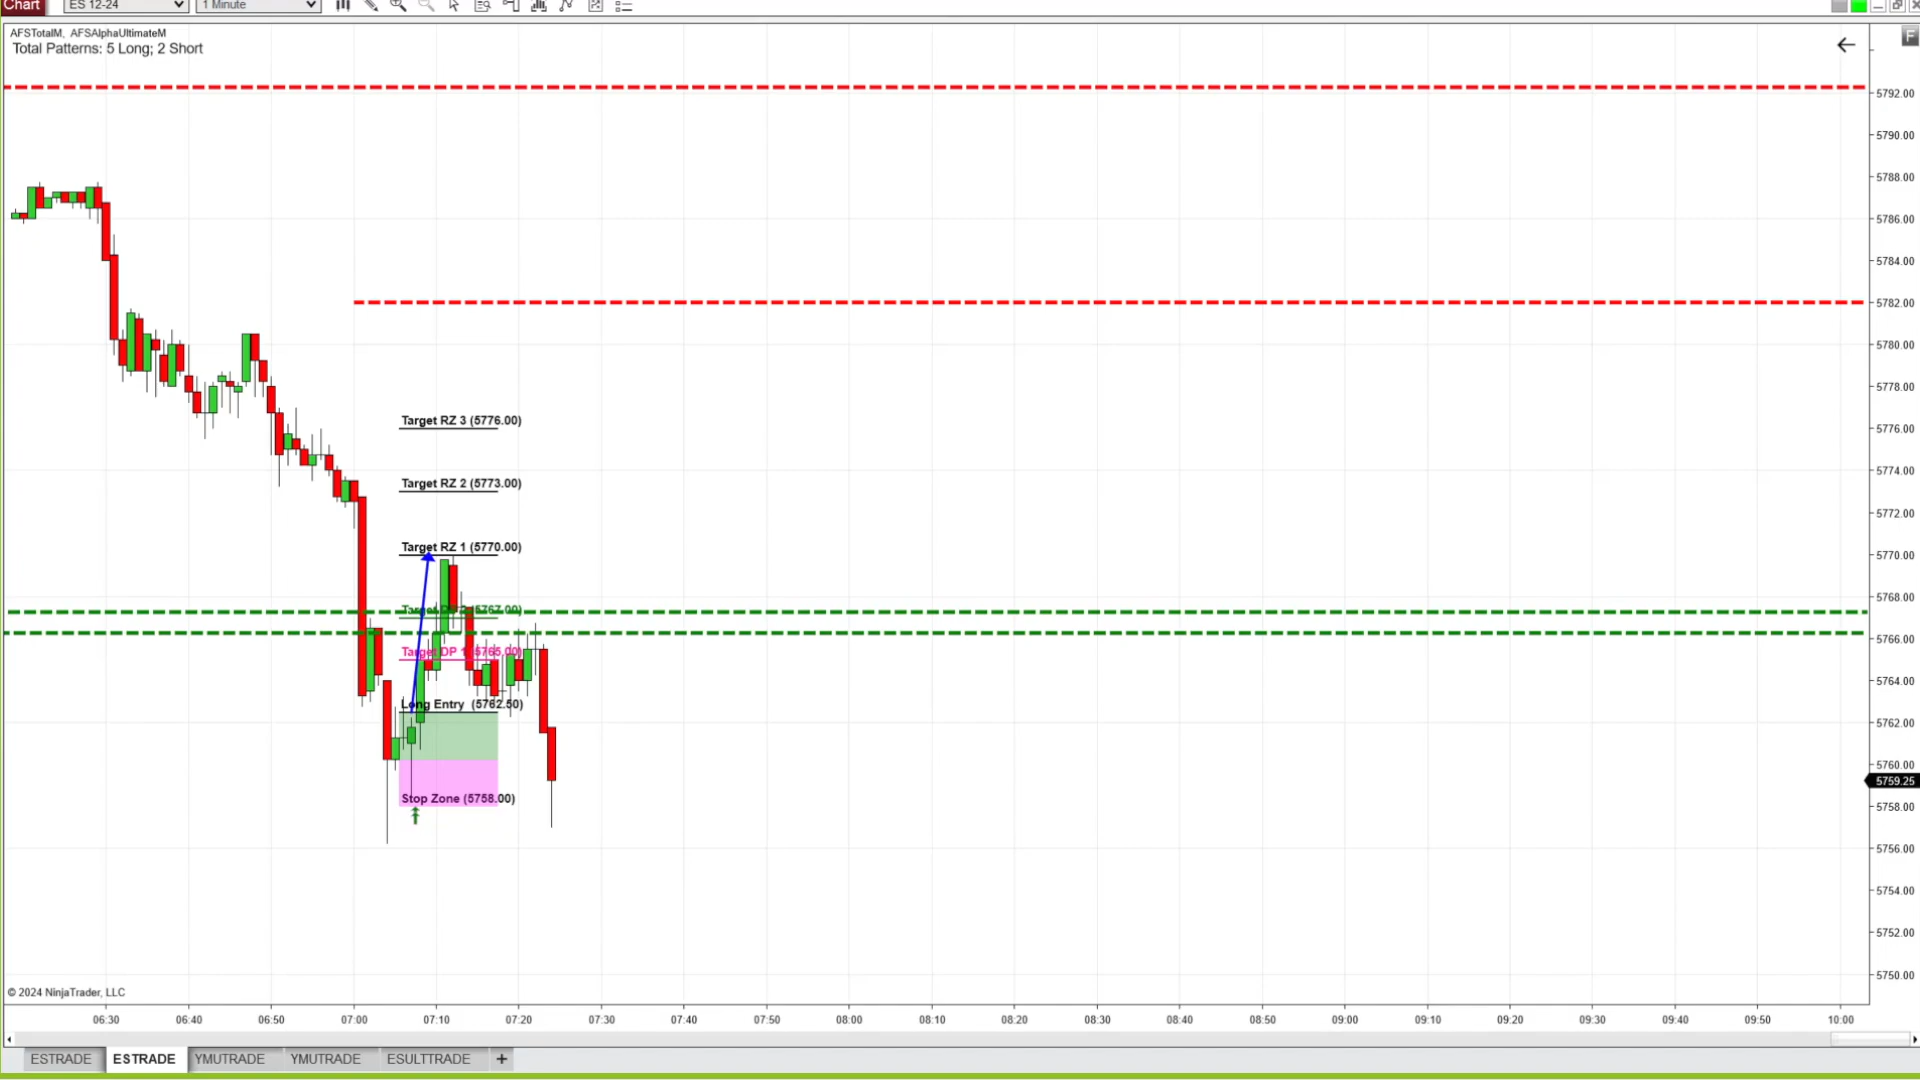 Chart ES 12-24 1 Minute
F
AFSTotalM, AFSAlphaUltimateM
Total Patterns: 5 Long; 2 Short
5792.00
5790.00
5788.00
5786.00
5784.00
5782.00
5780.00
5778.00
Target RZ 3 (5776.00)
5776.00
5774.00
Target RZ 2 (5773.00)
5772.00
Target RZ 1 (5770.00)
5770.00
5768.00
5766.00
Target DP 1 (5765.00)
5764.00
Long Entry (5762.50)
5762.00
5760.00
5759.25
Stop Zone (5758.00)
5758.00
5756.00
5754.00
5752.00
5750.00
© 2024 NinjaTrader, LLC
06:30 06:40 06:50 07:00 07:10 07:20 07:30 07:40 07:50 08:00 08:10 08:20 08:30 08:40 08:50 09:00 09:10 09:20 09:30 09:40 09:50 10:00
ESTRADE ESTRADE YMUTRADE YMUTRADE ESULTTRADE +